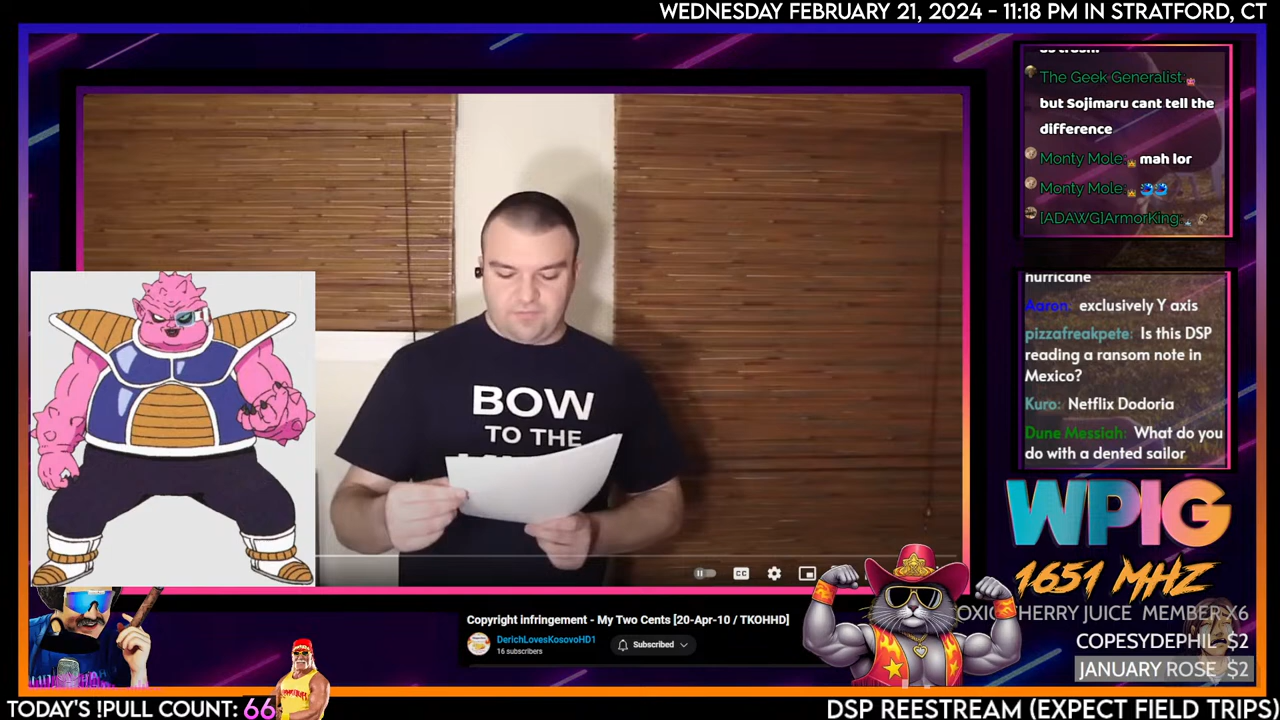 WEDNESDAY FEBRUARY 21, 2024 - 11:18 PM IN STRATFORD, CT
The Geek Generalist:
but Sojimaru cant tell the
difference
Monty Mole: mah lor
Monty Mole:
[ADAWG]ArmorKing:
hurricane
Aaron: exclusively Y axis
pizzafreakpete: Is this DSP
reading a ransom note in
Mexico?
Kuro: Netflix Dodoria
Dune Messiah: What do you
do with a dented sailor
BOW
TO THE
WPIG
1651 MHZ
HERRY JUICE MEMBER X6
COPESYDEPHIL $2
JANUARY ROSE $2
CC
Copyright infringement - My Two Cents [20-Apr-10 / TKOHHD]
DerichLovesKosovoHD1
16 subscribers
Subscribed
TODAY'S !PULL COUNT: 66
DSP REESTREAM (EXPECT FIELD TRIPS)